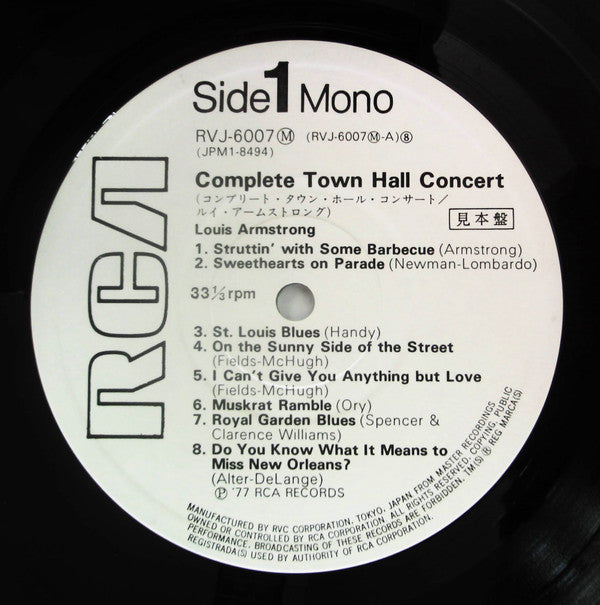 Side 1 Mono
RVJ-6007Ⓜ (RVJ-6007Ⓜ-A)⑧
(JPM1-8494)
Complete Town Hall Concert
(コンプリート・タウン・ホール・コンサート/
ルイ・アームストロング)
見本盤
Louis Armstrong
1. Struttin' with Some Barbecue (Armstrong)
2. Sweethearts on Parade (Newman-Lombardo)
33 1/3 rpm
RCA
3. St. Louis Blues (Handy)
4. On the Sunny Side of the Street
(Fields-McHugh)
5. I Can't Give You Anything but Love
(Fields-McHugh)
6. Muskrat Ramble (Ory)
7. Royal Garden Blues (Spencer &
Clarence Williams)
8. Do You Know What It Means to
Miss New Orleans?
(Alter-DeLange)
Ⓟ '77 RCA RECORDS
MANUFACTURED BY RVC CORPORATION, TOKYO, JAPAN FROM MASTER RECORDINGS
OWNED OR CONTROLLED BY RCA CORPORATION. ALL RIGHTS RESERVED, COPYING, PUBLIC
PERFORMANCE, BROADCASTING OF THESE RECORDS ARE FORBIDDEN. TM(S) ® REG MARCA(S)
REGISTRADA(S) USED BY AUTHORITY OF RCA CORPORATION.